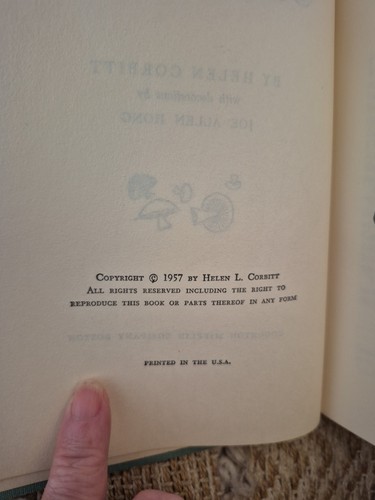 COPYRIGHT © 1957 BY HELEN L. CORBITT
ALL RIGHTS RESERVED INCLUDING THE RIGHT TO
REPRODUCE THIS BOOK OR PARTS THEREOF IN ANY FORM
PRINTED IN THE U.S.A.